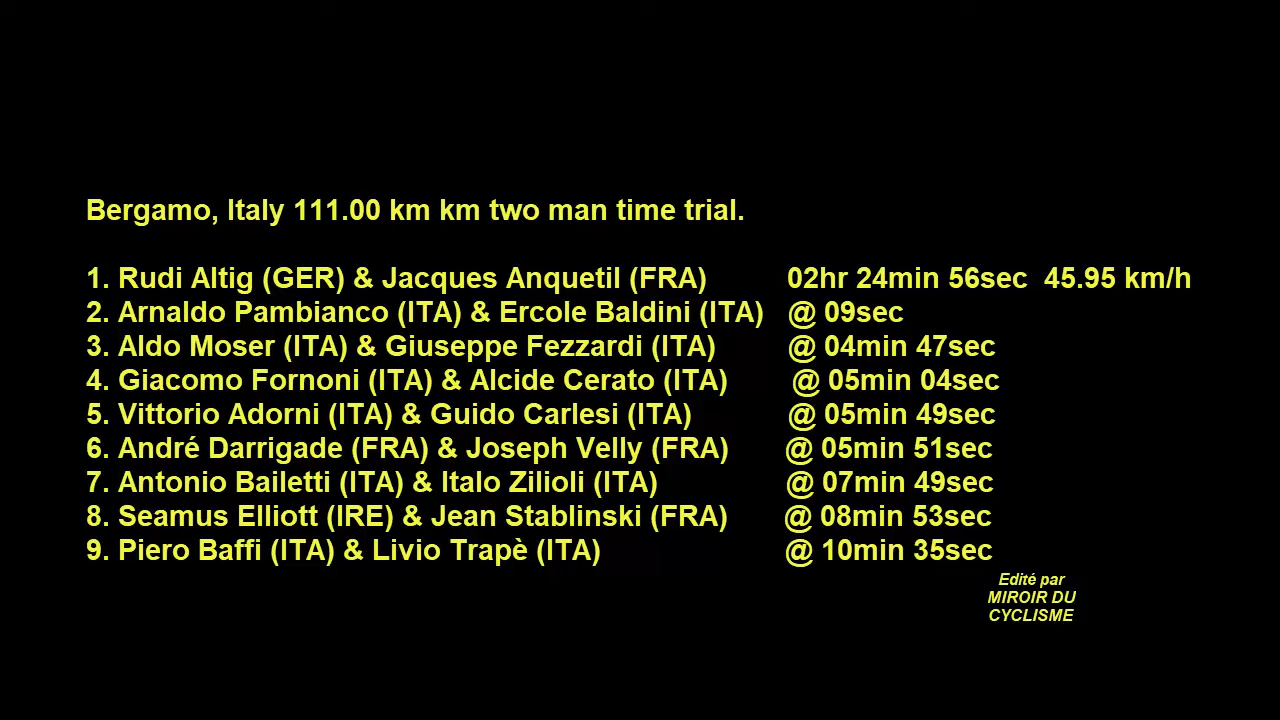 Bergamo, Italy 111.00 km km two man time trial.
1. Rudi Altig (GER) & Jacques Anquetil (FRA) 02hr 24min 56sec 45.95 km/h
2. Arnaldo Pambianco (ITA) & Ercole Baldini (ITA) @ 09sec
3. Aldo Moser (ITA) & Giuseppe Fezzardi (ITA) @ 04min 47sec
4. Giacomo Fornoni (ITA) & Alcide Cerato (ITA) @ 05min 04sec
5. Vittorio Adorni (ITA) & Guido Carlesi (ITA) @ 05min 49sec
6. André Darrigade (FRA) & Joseph Velly (FRA) @ 05min 51sec
7. Antonio Bailetti (ITA) & Italo Zilioli (ITA) @ 07min 49sec
8. Seamus Elliott (IRE) & Jean Stablinski (FRA) @ 08min 53sec
9. Piero Baffi (ITA) & Livio Trapè (ITA) @ 10min 35sec
Edité par
MIROIR DU
CYCLISME